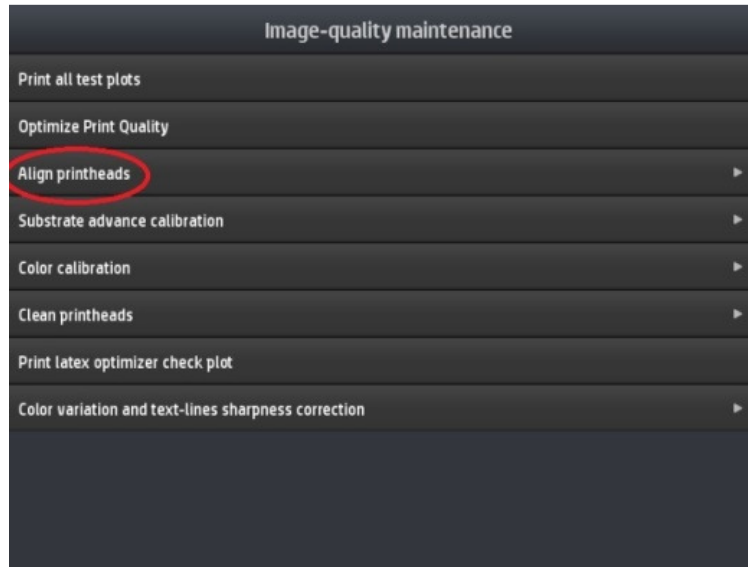 Image-quality maintenance
Print all test plots
Optimize Print Quality
Align printheads
Substrate advance calibration
Color calibration
Clean printheads
Print latex optimizer check plot
Color variation and text-lines sharpness correction